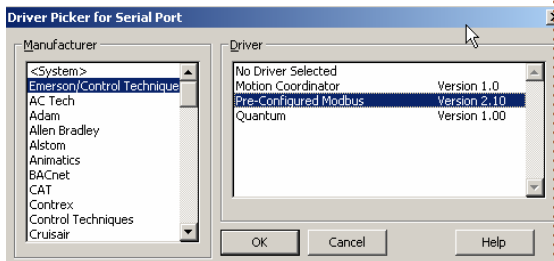 Driver Picker for Serial Port
Manufacturer
<System>
Emerson/Control Technique
AC Tech
Adam
Allen Bradley
Alstom
Animatics
BACnet
CAT
Contrex
Control Techniques
Cruisair
Driver
No Driver Selected
Motion Coordinator Version 1.0
Pre-Configured Modbus Version 2.10
Quantum Version 1.00
OK Cancel Help